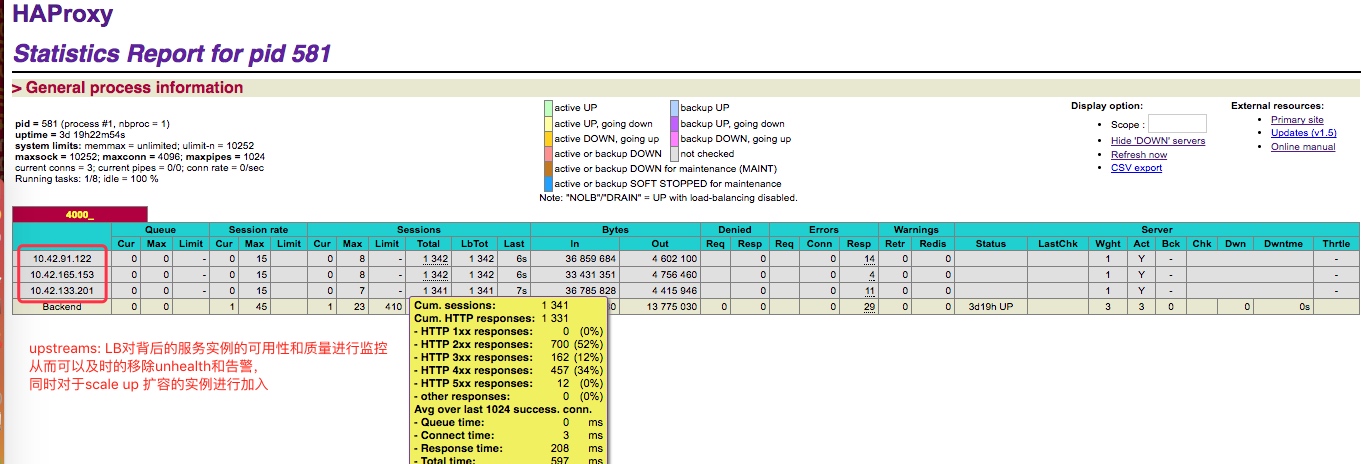 HAProxy
Statistics Report for pid 581
> General process information
pid = 581 (process #1, nbproc = 1)
uptime = 3d 19h22m54s
system limits: memmax = unlimited; ulimit-n = 10252
maxsock = 10252; maxconn = 4096; maxpipes = 1024
current conns = 3; current pipes = 0/0; conn rate = 0/sec
Running tasks: 1/8; idle = 100 %
active UP backup UP
active UP, going down backup UP, going down
active DOWN, going up backup DOWN, going up
active or backup DOWN not checked
active or backup DOWN for maintenance (MAINT)
active or backup SOFT STOPPED for maintenance
Note: "NOLB"/"DRAIN" = UP with load-balancing disabled.
Display option:
• Scope :
• Hide 'DOWN' servers
• Refresh now
• CSV export
External resources:
• Primary site
• Updates (v1.5)
• Online manual
4000_
Queue Session rate Sessions Bytes Denied Errors Warnings Server
Cur Max Limit Cur Max Limit Cur Max Limit Total LbTot Last In Out Req Resp Req Conn Resp Retr Redis Status LastChk Wght Act Bck Chk Dwn Dwntme Thrtle
10.42.91.122 0 0 - 0 15 0 8 - 1 342 1 342 6s 36 859 684 4 602 100 0 0 14 0 0 1 Y - -
10.42.165.153 0 0 - 0 15 0 8 - 1 342 1 342 6s 33 431 351 4 756 460 0 0 4 0 0 1 Y - -
10.42.133.201 0 0 - 0 15 0 7 - 1 341 1 341 7s 36 785 828 4 415 946 0 0 11 0 0 1 Y - -
Backend 0 0 1 45 1 23 410 0 13 775 030 0 0 0 29 0 0 3d19h UP 3 3 0 0 0s
Cum. sessions: 1 341
Cum. HTTP responses: 1 331
- HTTP 1xx responses: 0 (0%)
- HTTP 2xx responses: 700 (52%)
- HTTP 3xx responses: 162 (12%)
- HTTP 4xx responses: 457 (34%)
- HTTP 5xx responses: 12 (0%)
- other responses: 0 (0%)
Avg over last 1024 success. conn.
- Queue time: 0 ms
- Connect time: 3 ms
- Response time: 208 ms
- Total time: 597 ms
upstreams: LB对背后的服务实例的可用性和质量进行监控
从而可以及时的移除unhealth和告警,
同时对于scale up 扩容的实例进行加入